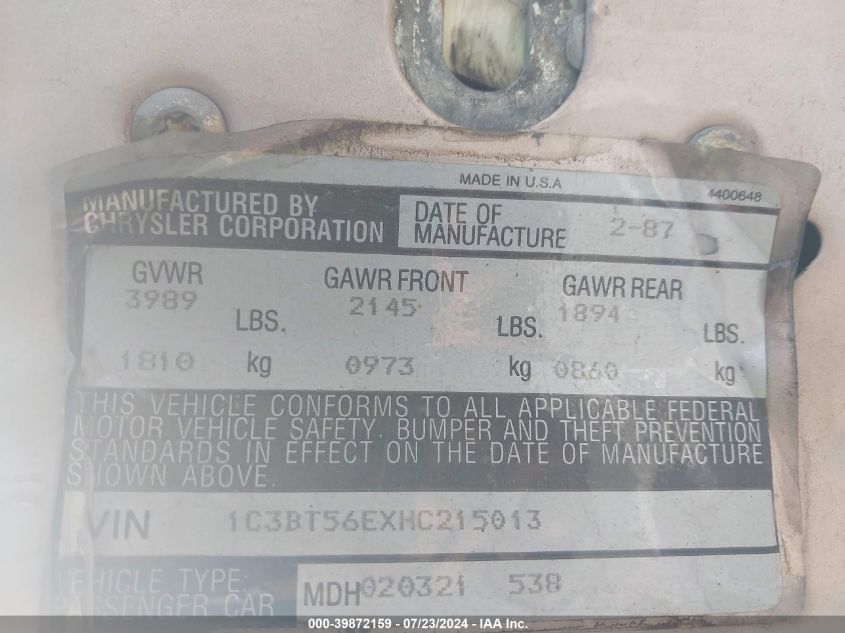 MADE IN U.S.A
4400648
MANUFACTURED BY
CHRYSLER CORPORATION
DATE OF
MANUFACTURE
2-87
GVWR GAWR FRONT GAWR REAR
3989 LBS. 2145 LBS. 1894 LBS.
1810 kg 0973 kg 0860 kg
THIS VEHICLE CONFORMS TO ALL APPLICABLE FEDERAL
MOTOR VEHICLE SAFETY, BUMPER AND THEFT PREVENTION
STANDARDS IN EFFECT ON THE DATE OF MANUFACTURE
SHOWN ABOVE.
VIN 1C3BT56EXHC215013
VEHICLE TYPE:
PASSENGER CAR
MDH020321 538
000-39872159 / 07/23/2024 - IAA Inc.